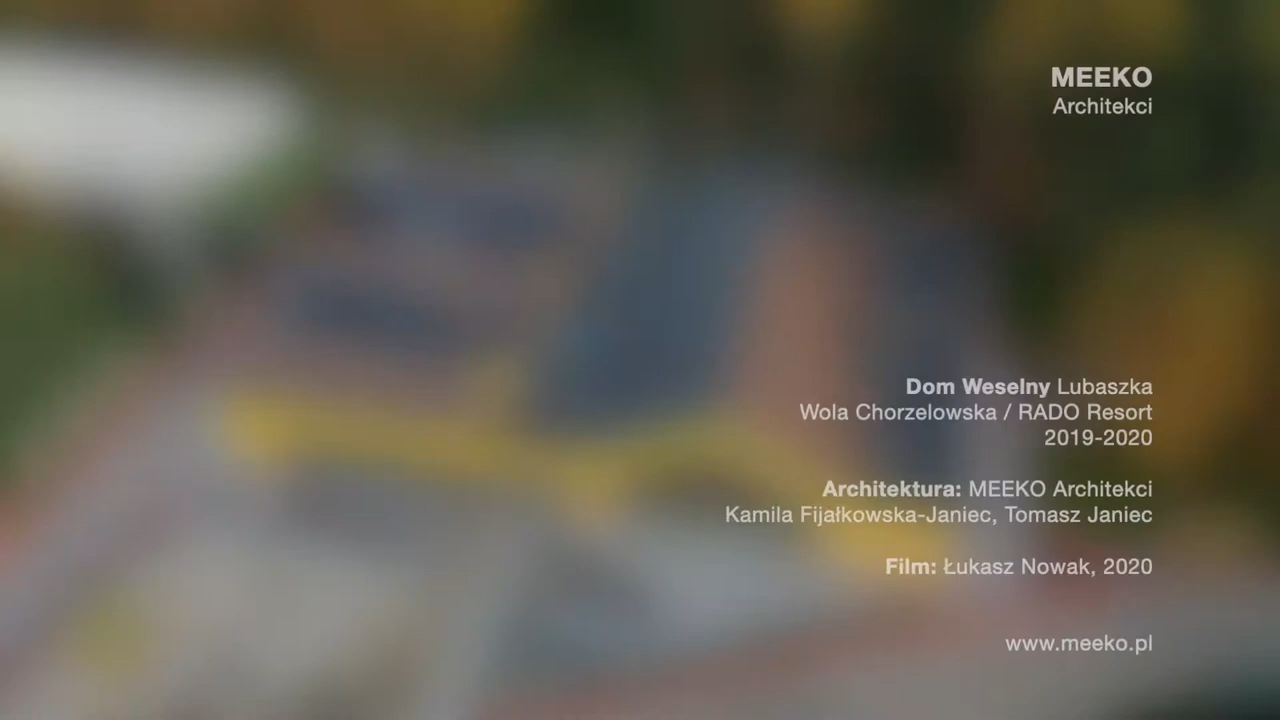 MEEKO
Architekci
Dom Weselny Lubaszka
Wola Chorzelowska / RADO Resort
2019-2020
Architektura: MEEKO Architekci
Kamila Fijałkowska-Janiec, Tomasz Janiec
Film: Łukasz Nowak, 2020
www.meeko.pl